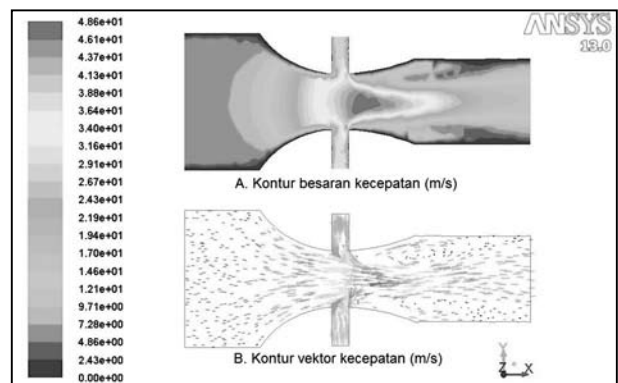 4.86e+01
4.61e+01
4.37e+01
4.13e+01
3.88e+01
3.64e+01
3.40e+01
3.16e+01
2.91e+01
2.67e+01
2.43e+01
2.19e+01
1.94e+01
1.70e+01
1.46e+01
1.21e+01
9.71e+00
7.28e+00
4.86e+00
2.43e+00
0.00e+00
ANSYS
13.0
A. Kontur besaran kecepatan (m/s)
B. Kontur vektor kecepatan (m/s)
Y
Z X